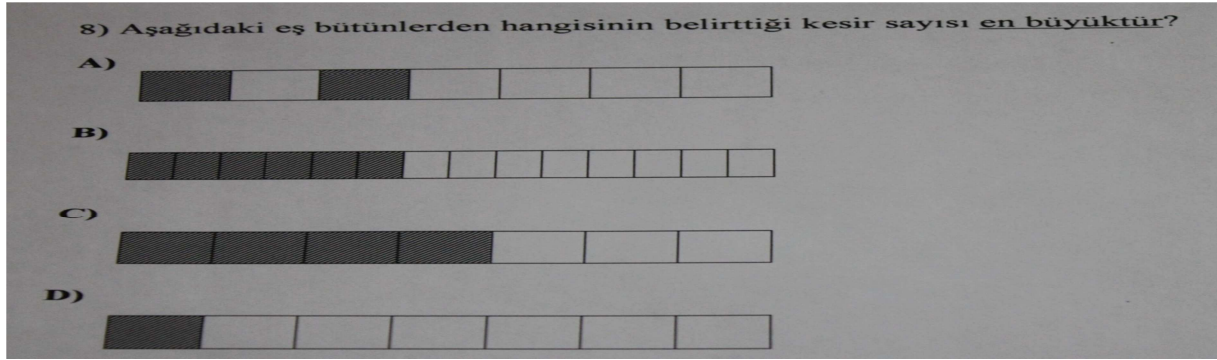 8) Aşağıdaki eş bütünlerden hangisinin belirttiği kesir sayısı en büyüktür?
A)
B)
C)
D)